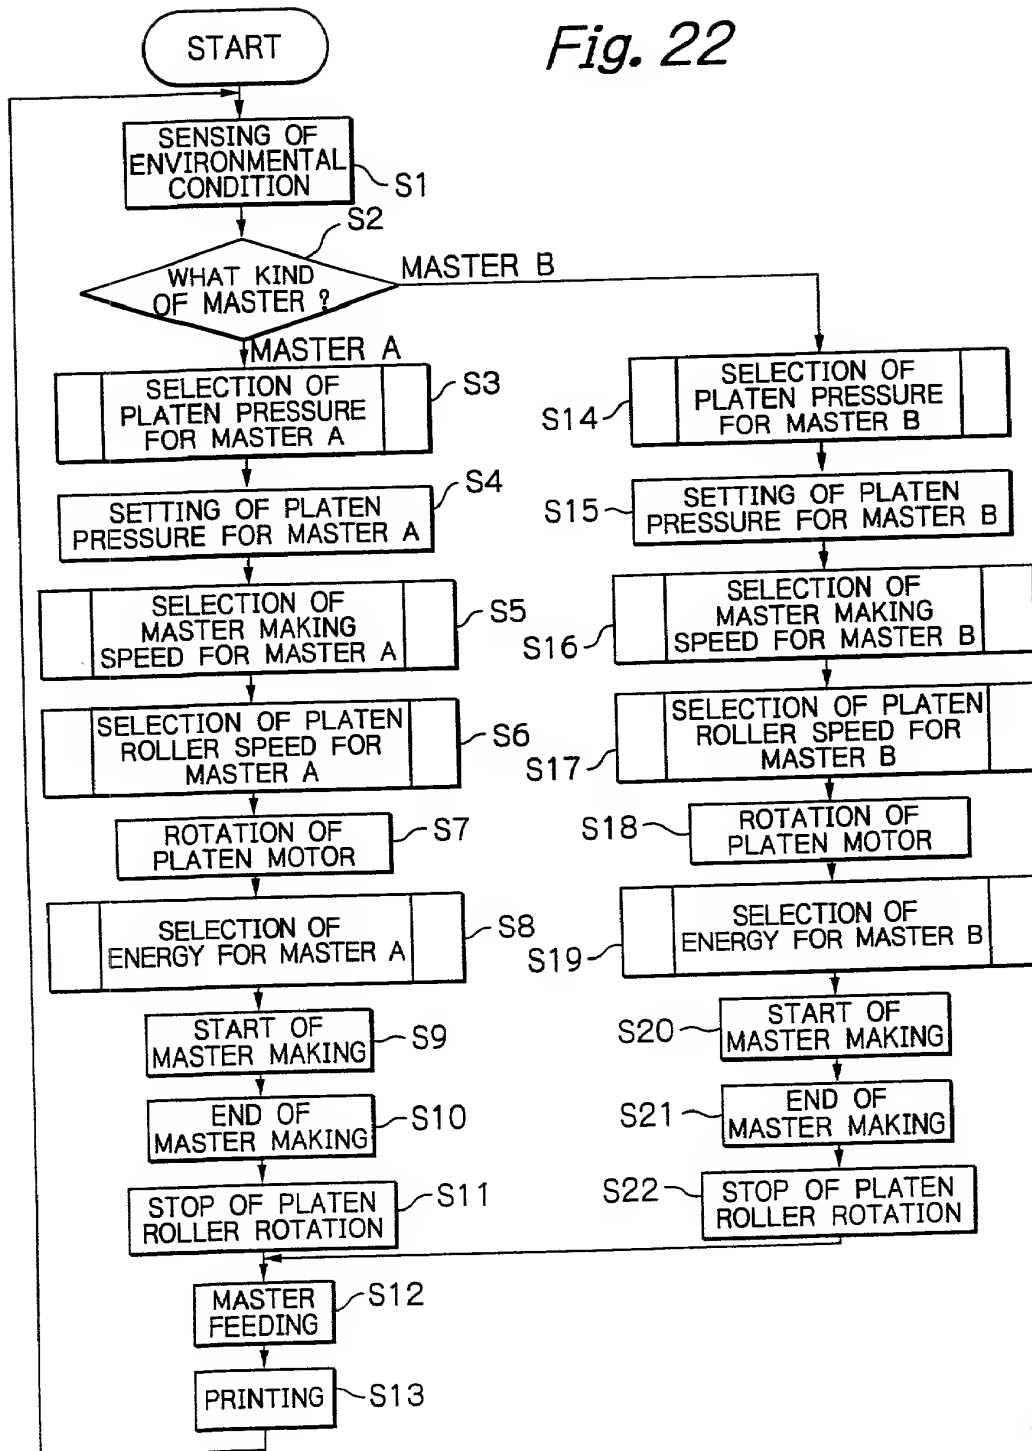 Fig. 22
START
SENSING OF
ENVIRONMENTAL
CONDITION
S1
S2
WHAT KIND
OF MASTER ?
MASTER B
MASTER A
SELECTION OF
PLATEN PRESSURE
FOR MASTER A
S3
SETTING OF PLATEN
PRESSURE FOR MASTER A
S4
SELECTION OF
MASTER MAKING
SPEED FOR MASTER A
S5
SELECTION OF PLATEN
ROLLER SPEED FOR
MASTER A
S6
ROTATION OF
PLATEN MOTOR
S7
SELECTION OF
ENERGY FOR MASTER A
S8
START OF
MASTER MAKING
S9
END OF
MASTER MAKING
S10
STOP OF PLATEN
ROLLER ROTATION
S11
MASTER
FEEDING
S12
PRINTING
S13
S14
SELECTION OF
PLATEN PRESSURE
FOR MASTER B
S15
SETTING OF PLATEN
PRESSURE FOR MASTER B
S16
SELECTION OF
MASTER MAKING
SPEED FOR MASTER B
S17
SELECTION OF PLATEN
ROLLER SPEED FOR
MASTER B
S18
ROTATION OF
PLATEN MOTOR
S19
SELECTION OF
ENERGY FOR MASTER B
S20
START OF
MASTER MAKING
S21
END OF
MASTER MAKING
S22
STOP OF PLATEN
ROLLER ROTATION